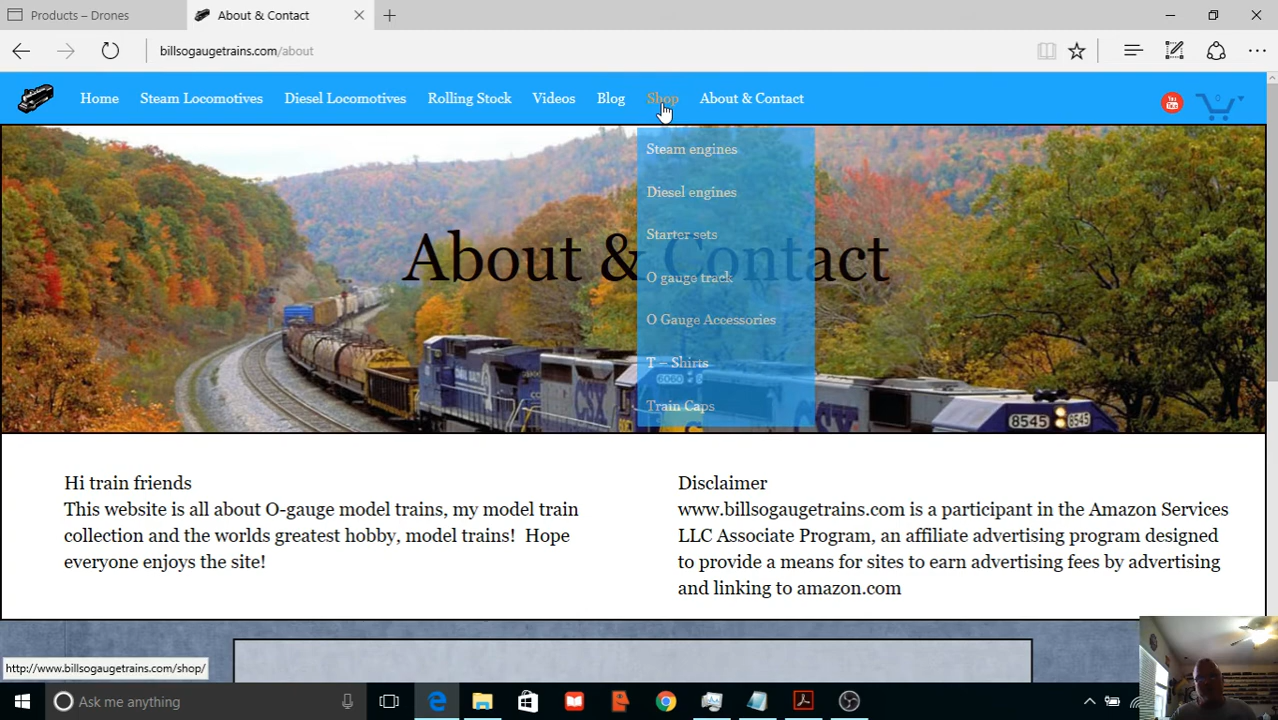 Products – Drones
About & Contact
billsogaugetrains.com/about
Home
Steam Locomotives
Diesel Locomotives
Rolling Stock
Videos
Blog
Shop
About & Contact
You
Tube
0
Steam engines
Diesel engines
Starter sets
O gauge track
O Gauge Accessories
T – Shirts
Train Caps
About & Contact
8545
8545
CSX
Hi train friends
This website is all about O-gauge model trains, my model train
collection and the worlds greatest hobby, model trains! Hope
everyone enjoys the site!
Disclaimer
www.billsogaugetrains.com is a participant in the Amazon Services
LLC Associate Program, an affiliate advertising program designed
to provide a means for sites to earn advertising fees by advertising
and linking to amazon.com
http://www.billsogaugetrains.com/shop/
Ask me anything